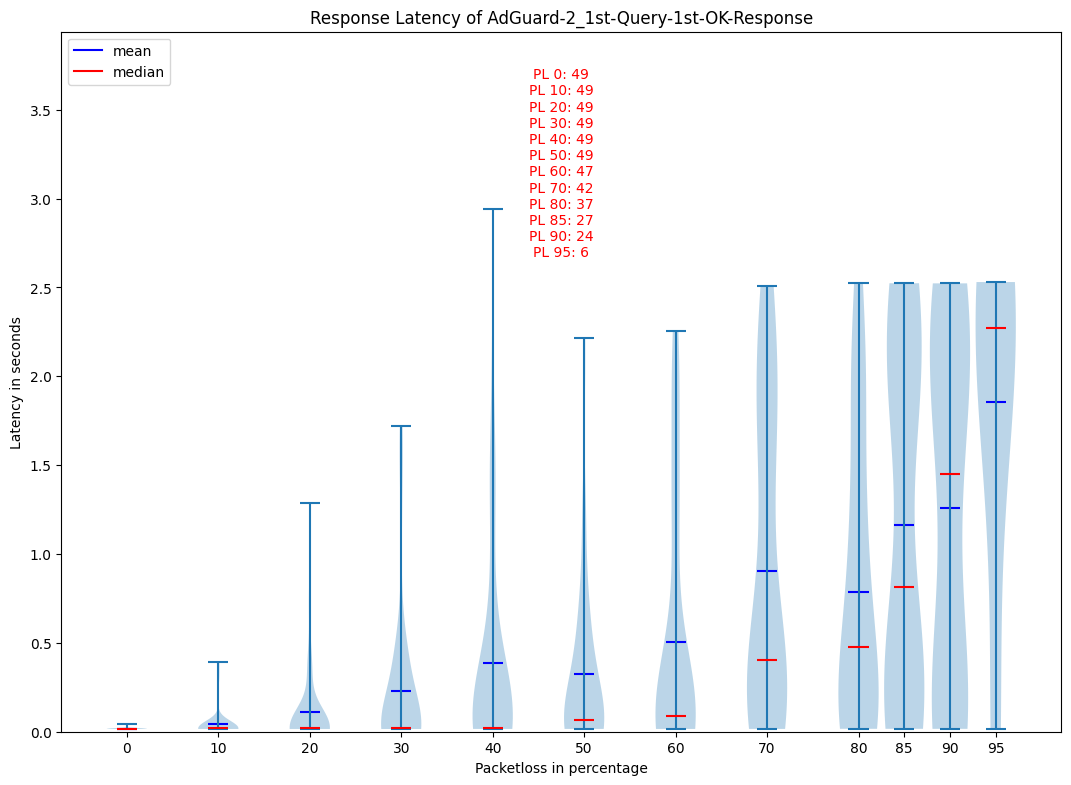 Response Latency of AdGuard-2_1st-Query-1st-OK-Response
mean
median
PL 0: 49
PL 10: 49
PL 20: 49
PL 30: 49
PL 40: 49
PL 50: 49
PL 60: 47
PL 70: 42
PL 80: 37
PL 85: 27
PL 90: 24
PL 95: 6
Latency in seconds
3.5
3.0
2.5
2.0
1.5
1.0
0.5
0.0
0 10 20 30 40 50 60 70 80 85 90 95
Packetloss in percentage